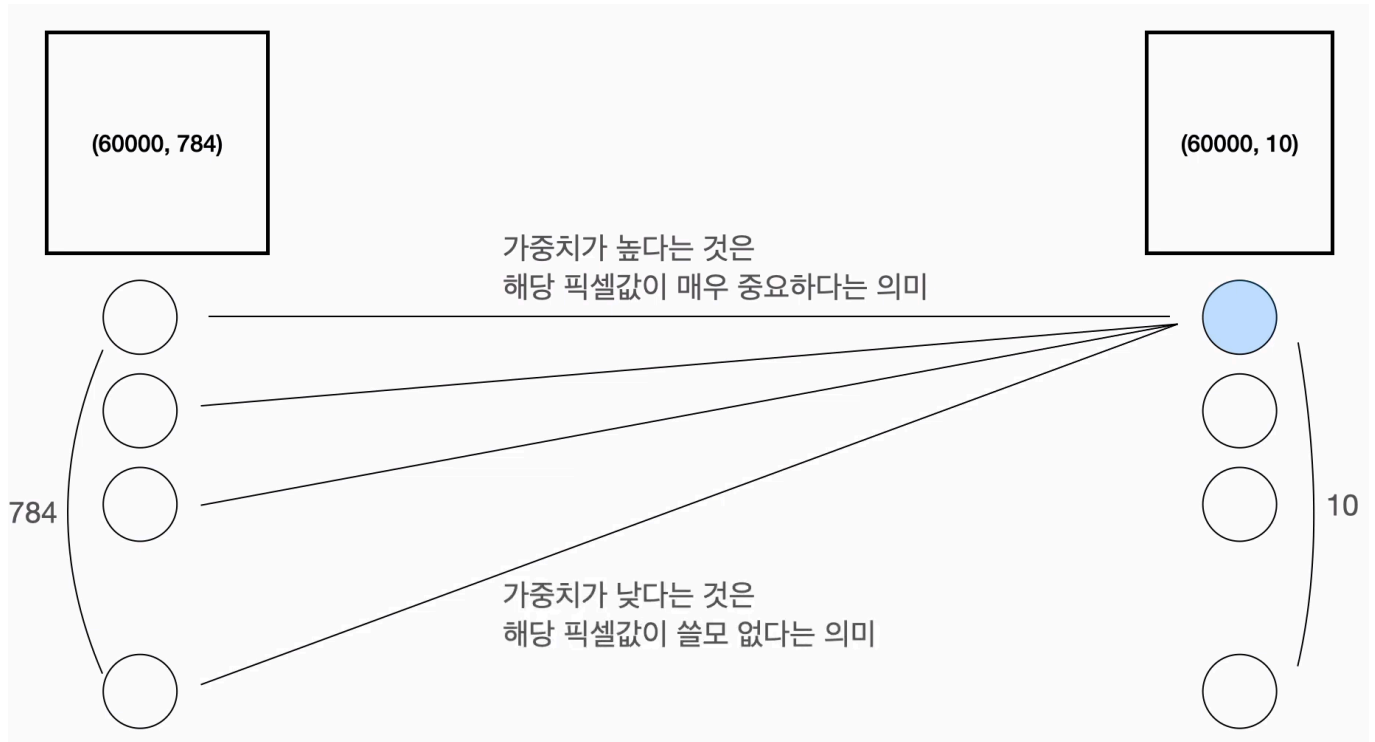 (60000, 784)
(60000, 10)
가중치가 높다는 것은
해당 픽셀값이 매우 중요하다는 의미
784
10
가중치가 낮다는 것은
해당 픽셀값이 쓸모 없다는 의미